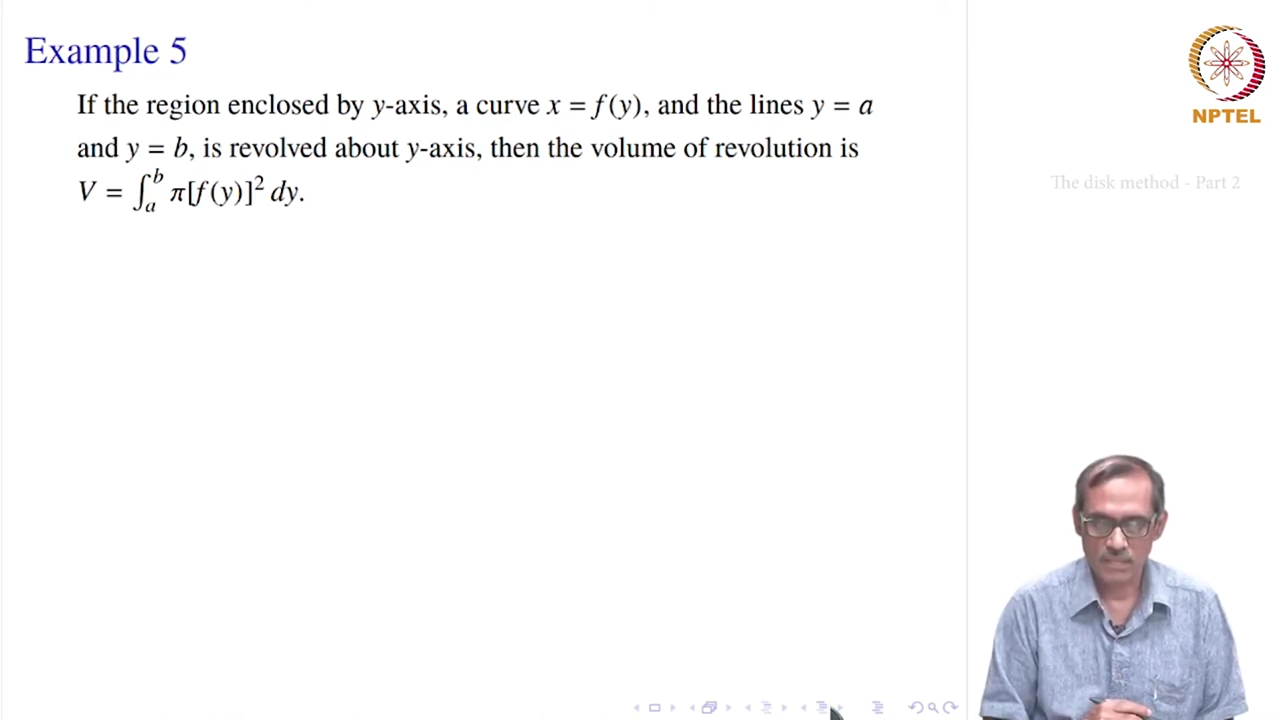 Example 5
If the region enclosed by y-axis, a curve x = f(y), and the lines y = a
and y = b, is revolved about y-axis, then the volume of revolution is
V = ∫_a^b π[f(y)]² dy.
NPTEL
The disk method - Part 2